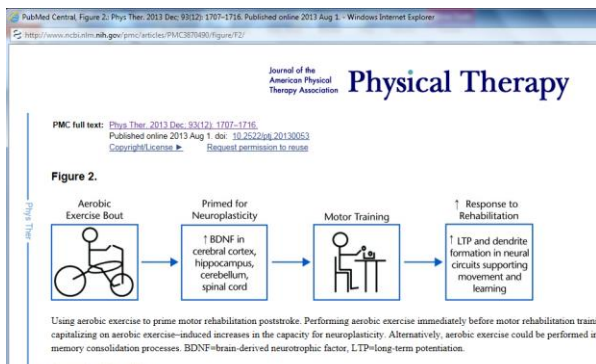 PubMed Central, Figure 2.: Phys Ther. 2013 Dec; 93(12): 1707–1716. Published online 2013 Aug 1. - Windows Internet Explorer
http://www.ncbi.nlm.nih.gov/pmc/articles/PMC3870490/figure/F2/
Journal of the
American Physical
Therapy Association
Physical Therapy
PMC full text: Phys Ther. 2013 Dec; 93(12): 1707–1716.
Published online 2013 Aug 1. doi: 10.2522/ptj.20130053
Copyright/License ► Request permission to reuse
Figure 2.
Phys Ther
Aerobic
Exercise Bout
Primed for
Neuroplasticity
↑ BDNF in
cerebral cortex,
hippocampus,
cerebellum,
spinal cord
Motor Training
↑ Response to
Rehabilitation
↑ LTP and dendrite
formation in neural
circuits supporting
movement and
learning
Using aerobic exercise to prime motor rehabilitation poststroke. Performing aerobic exercise immediately before motor rehabilitation train
capitalizing on aerobic exercise–induced increases in the capacity for neuroplasticity. Alternatively, aerobic exercise could be performed in
memory consolidation processes. BDNF=brain-derived neurotrophic factor, LTP=long-term potentiation.